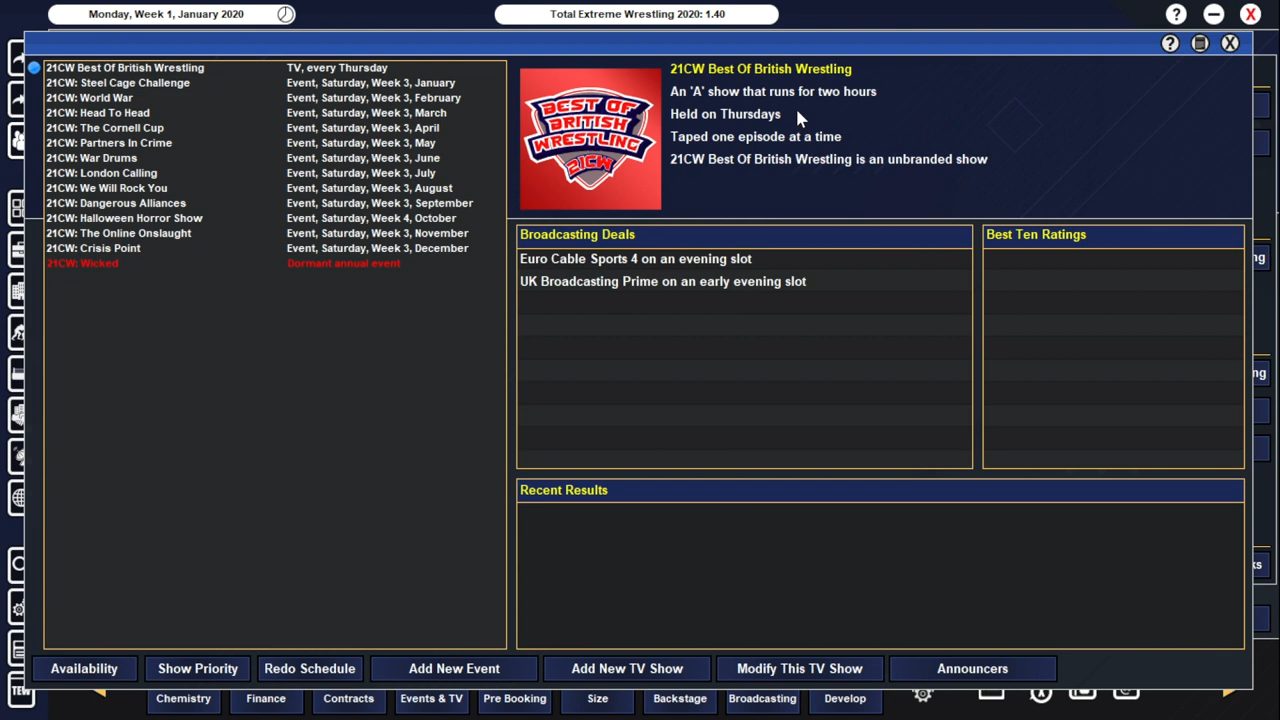 Monday, Week 1, January 2020
Total Extreme Wrestling 2020: 1.40
? X
? X
21CW Best Of British Wrestling TV, every Thursday
21CW: Steel Cage Challenge Event, Saturday, Week 3, January
21CW: World War Event, Saturday, Week 3, February
21CW: Head To Head Event, Saturday, Week 3, March
21CW: The Cornell Cup Event, Saturday, Week 3, April
21CW: Partners In Crime Event, Saturday, Week 3, May
21CW: War Drums Event, Saturday, Week 3, June
21CW: London Calling Event, Saturday, Week 3, July
21CW: We Will Rock You Event, Saturday, Week 3, August
21CW: Dangerous Alliances Event, Saturday, Week 3, September
21CW: Halloween Horror Show Event, Saturday, Week 4, October
21CW: The Online Onslaught Event, Saturday, Week 3, November
21CW: Crisis Point Event, Saturday, Week 3, December
21CW: Wicked Dormant annual event
BEST OF
BRITISH
WRESTLING
21CW
21CW Best Of British Wrestling
An 'A' show that runs for two hours
Held on Thursdays
Taped one episode at a time
21CW Best Of British Wrestling is an unbranded show
Broadcasting Deals
Euro Cable Sports 4 on an evening slot
UK Broadcasting Prime on an early evening slot
Best Ten Ratings
Recent Results
ng
ng
ks
Availability Show Priority Redo Schedule Add New Event Add New TV Show Modify This TV Show Announcers
TEW
Chemistry Finance Contracts Events & TV Pre Booking Size Backstage Broadcasting Develop